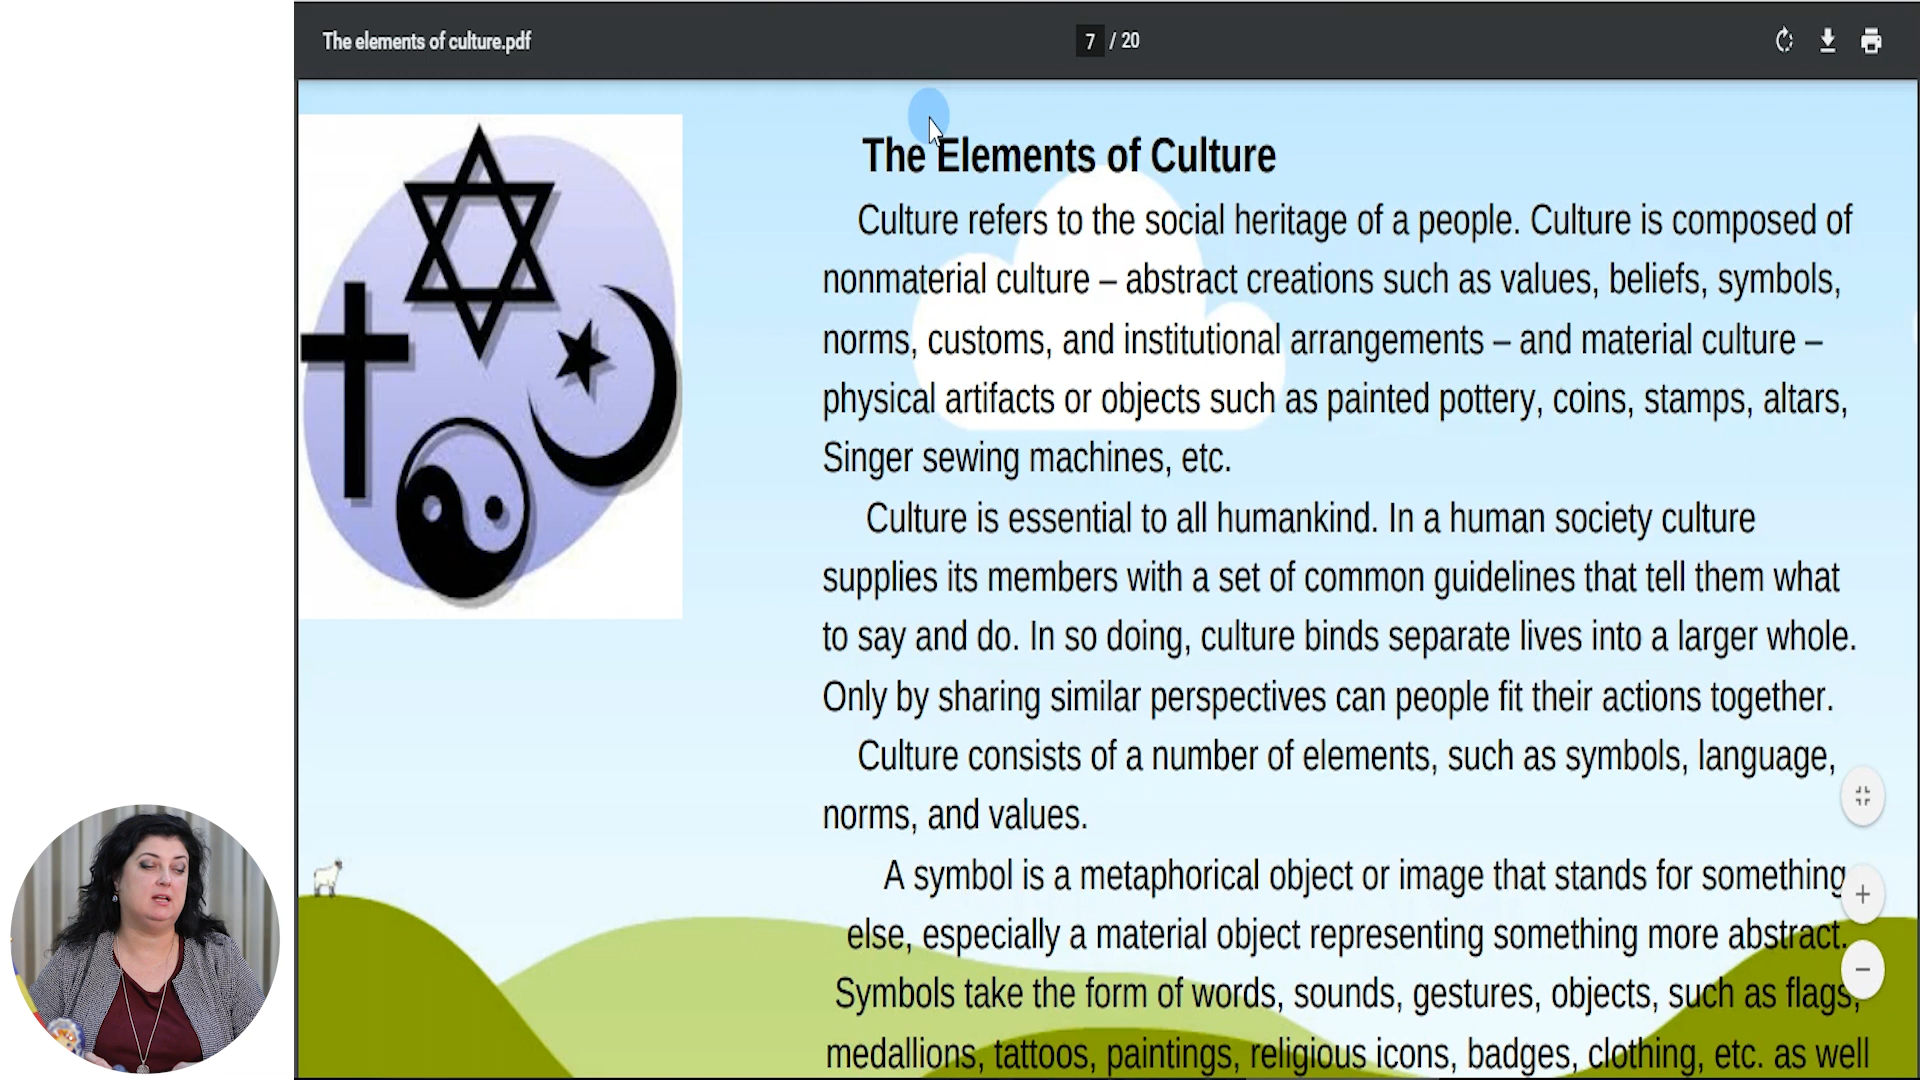 The elements of culture.pdf
7 / 20
The Elements of Culture
Culture refers to the social heritage of a people. Culture is composed of
nonmaterial culture – abstract creations such as values, beliefs, symbols,
norms, customs, and institutional arrangements – and material culture –
physical artifacts or objects such as painted pottery, coins, stamps, altars,
Singer sewing machines, etc.
Culture is essential to all humankind. In a human society culture
supplies its members with a set of common guidelines that tell them what
to say and do. In so doing, culture binds separate lives into a larger whole.
Only by sharing similar perspectives can people fit their actions together.
Culture consists of a number of elements, such as symbols, language,
norms, and values.
A symbol is a metaphorical object or image that stands for something
else, especially a material object representing something more abstract.
Symbols take the form of words, sounds, gestures, objects, such as flags,
medallions, tattoos, paintings, religious icons, badges, clothing, etc. as well